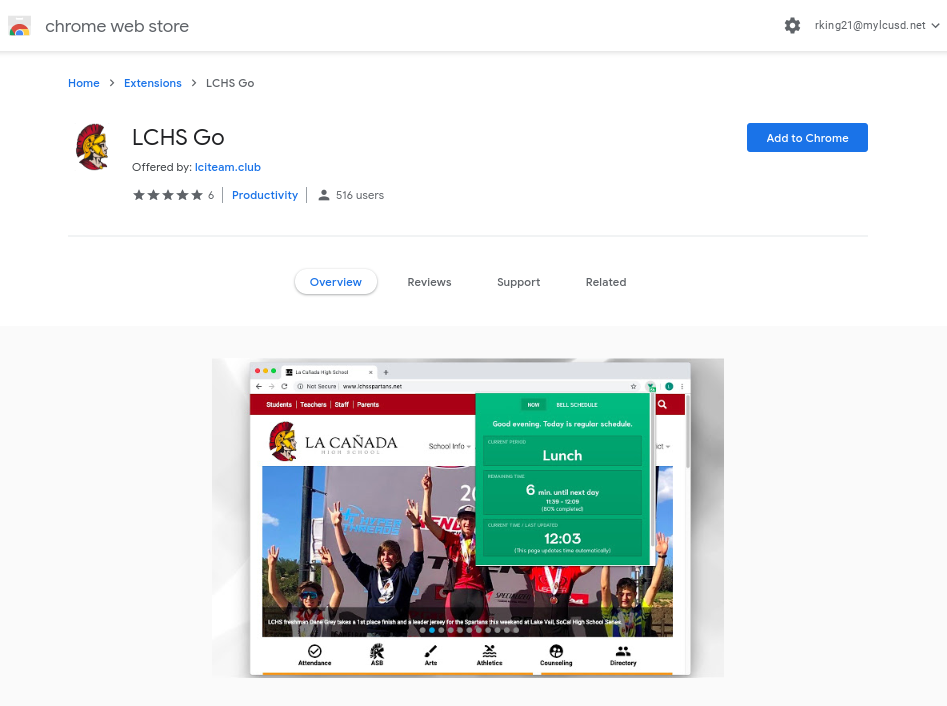 chrome web store
rking21@mylcusd.net
Home > Extensions > LCHS Go
LCHS Go
Add to Chrome
Offered by: lciteam.club
6 | Productivity | 516 users
Overview Reviews Support Related
La Cañada High School
Not Secure | www.lchsspartans.net
Students | Teachers | Staff | Parents
NOW BELL SCHEDULE
Good evening. Today is regular schedule.
LA CAÑADA
HIGH SCHOOL
School Info
CURRENT PERIOD
Lunch
REMAINING TIME
6 min. until next day
11:39 - 12:09
(80% completed)
CURRENT TIME / LAST UPDATED
12:03
(This page updates time automatically)
LCHS freshman Dane Grey takes a 1st place finish and a leader jersey for the Spartans this weekend at Lake Vail, SoCal High School Series.
Attendance ASB Arts Athletics Counseling Directory